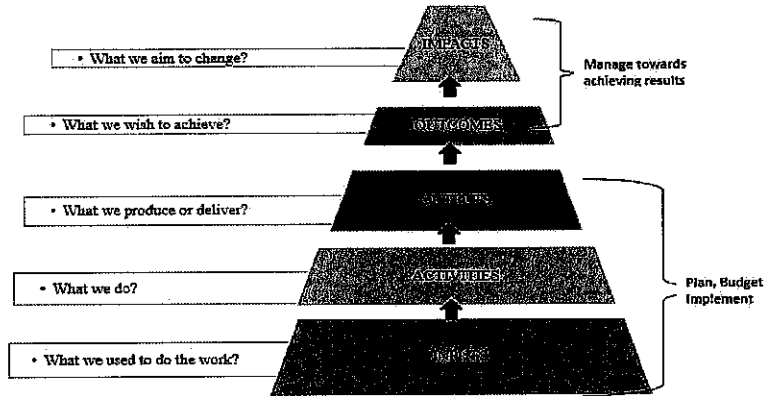 IMPACTS
• What we aim to change?
Manage towards
achieving results
• What we wish to achieve?
OUTCOMES
• What we produce or deliver?
OUTPUTS
• What we do?
ACTIVITIES
Plan, Budget
Implement
• What we used to do the work?